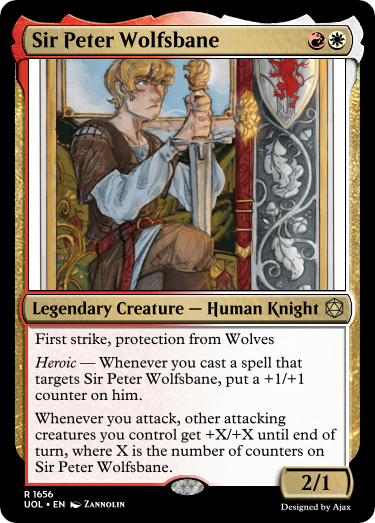 Sir Peter Wolfsbane
Legendary Creature — Human Knight
First strike, protection from Wolves
Heroic — Whenever you cast a spell that
targets Sir Peter Wolfsbane, put a +1/+1
counter on him.
Whenever you attack, other attacking
creatures you control get +X/+X until end of
turn, where X is the number of counters on
Sir Peter Wolfsbane.
2/1
R 1656
UOL • EN Zannolin
Designed by Ajax